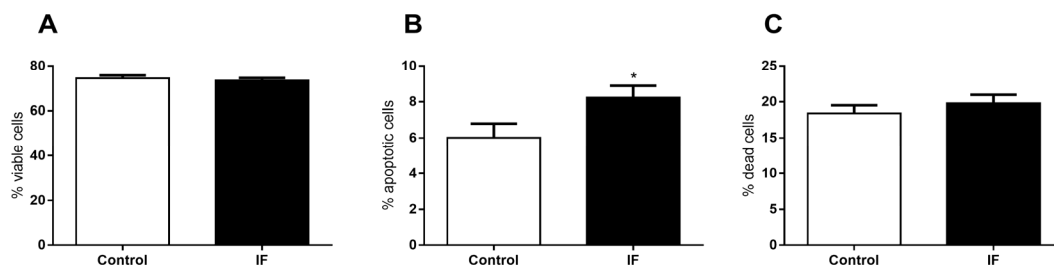 A
% viable cells
80
60
40
20
0
Control
IF
B
% apoptotic cells
10
8
6
4
2
0
*
Control
IF
C
% dead cells
25
20
15
10
5
0
Control
IF